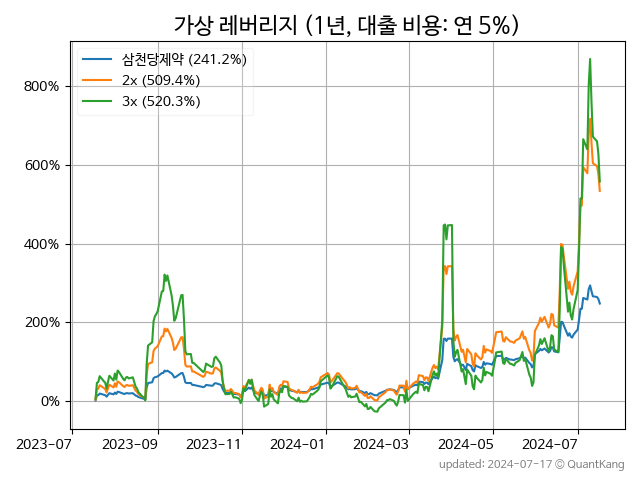 가상 레버리지 (1년, 대출 비용: 연 5%)
삼천당제약 (241.2%)
2x (509.4%)
3x (520.3%)
800%
600%
400%
200%
0%
2023-07 2023-09 2023-11 2024-01 2024-03 2024-05 2024-07
updated: 2024-07-17 © QuantKang